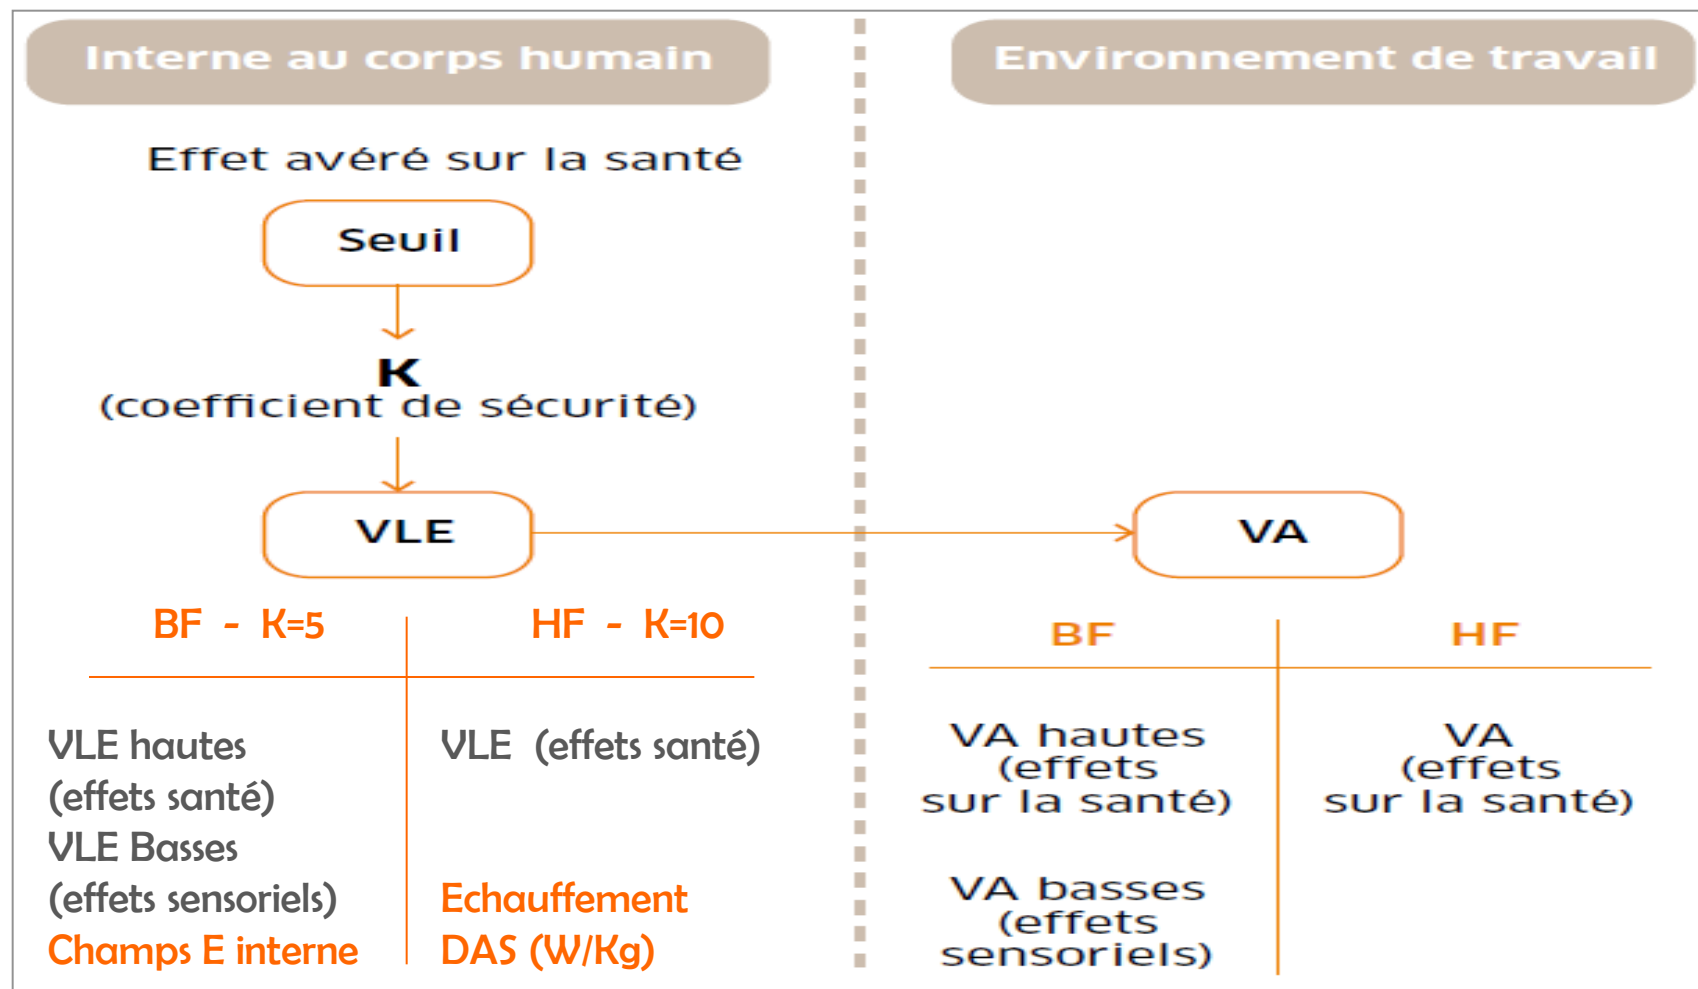 Interne au corps humain
Environnement de travail
Effet avéré sur la santé
Seuil
K
(coefficient de sécurité)
VLE
VA
BF - K=5
HF - K=10
VLE hautes
(effets santé)
VLE Basses
(effets sensoriels)
Champs E interne
VLE (effets santé)
Echauffement
DAS (W/Kg)
BF
HF
VA hautes
(effets
sur la santé)
VA basses
(effets
sensoriels)
VA
(effets
sur la santé)